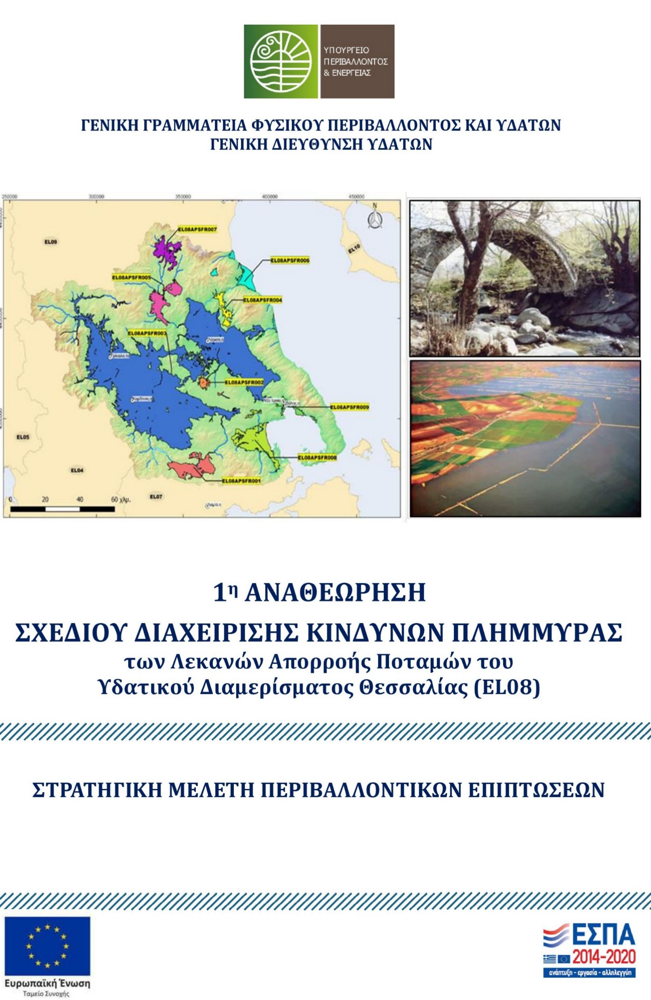 ΥΠΟΥΡΓΕΙΟ
ΠΕΡΙΒΑΛΛΟΝΤΟΣ
& ΕΝΕΡΓΕΙΑΣ
ΓΕΝΙΚΗ ΓΡΑΜΜΑΤΕΙΑ ΦΥΣΙΚΟΥ ΠΕΡΙΒΑΛΛΟΝΤΟΣ ΚΑΙ ΥΔΑΤΩΝ
ΓΕΝΙΚΗ ΔΙΕΥΘΥΝΣΗ ΥΔΑΤΩΝ
250000 300000 350000 400000 450000
N
EL08APSFR007
EL09
EL10
EL08APSFR006
EL08APSFR005
EL08APSFR004
EL08APSFR003
EL08APSFR002
EL08APSFR009
EL05
EL08APSFR008
EL04
EL08APSFR001
EL07
0 20 40 60 χλμ.
1η ΑΝΑΘΕΩΡΗΣΗ
ΣΧΕΔΙΟΥ ΔΙΑΧΕΙΡΙΣΗΣ ΚΙΝΔΥΝΩΝ ΠΛΗΜΜΥΡΑΣ
των Λεκανών Απορροής Ποταμών του
Υδατικού Διαμερίσματος Θεσσαλίας (EL08)
ΣΤΡΑΤΗΓΙΚΗ ΜΕΛΕΤΗ ΠΕΡΙΒΑΛΛΟΝΤΙΚΩΝ ΕΠΙΠΤΩΣΕΩΝ
Ευρωπαϊκή Ένωση
Ταμείο Συνοχής
ΕΣΠΑ
2014-2020
ανάπτυξη - εργασία - αλληλεγγύη